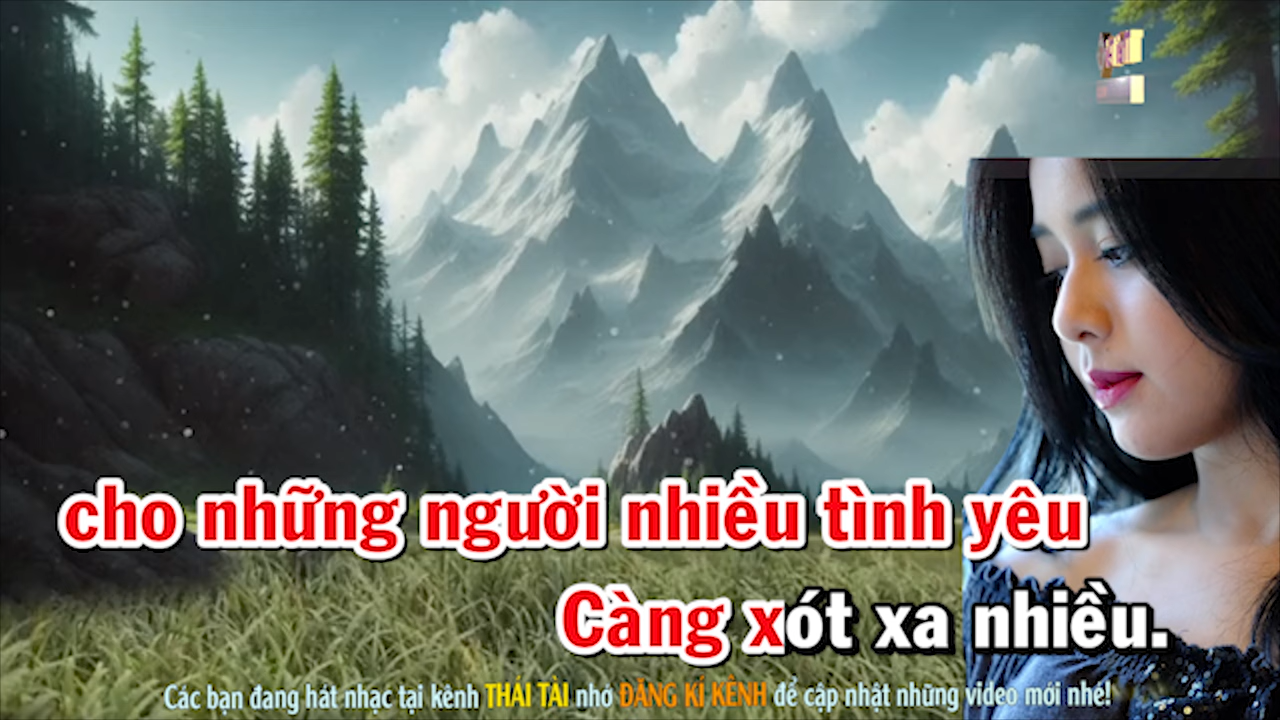 cho những người nhiều tình yêu
Càng xót xa nhiều.
Các bạn đang hát nhạc tại kênh THÁI TÀI nhớ ĐĂNG KÍ KÊNH để cập nhật những video mới nhé!